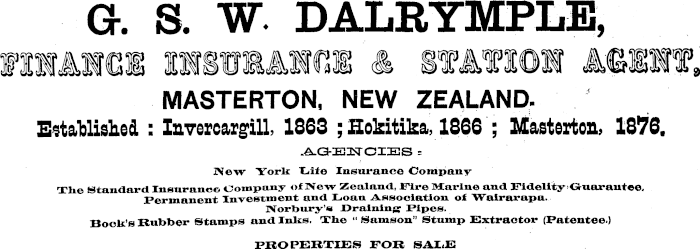 G. S. W. DALRYMPLE,
FINANCE INSURANCE & STATION AGENT,
MASTERTON, NEW ZEALAND.
Established : Invercargill, 1863 ; Hokitika, 1866 ; Masterton, 1876.
AGENCIES :
New York Life Insurance Company
The Standard Insurance Company of New Zealand, Fire Marine and Fidelity Guarantee.
Permanent Investment and Loan Association of Wairarapa.
Norbury's Draining Pipes.
Bock's Rubber Stamps and Inks. The "Samson" Stump Extractor (Patentee.)
PROPERTIES FOR SALE